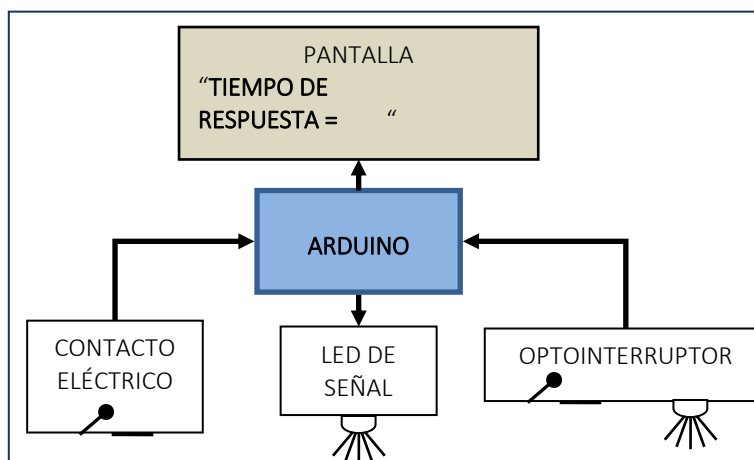 PANTALLA
“TIEMPO DE
RESPUESTA = “
ARDUINO
CONTACTO
ELÉCTRICO
LED DE
SEÑAL
OPTOINTERRUPTOR